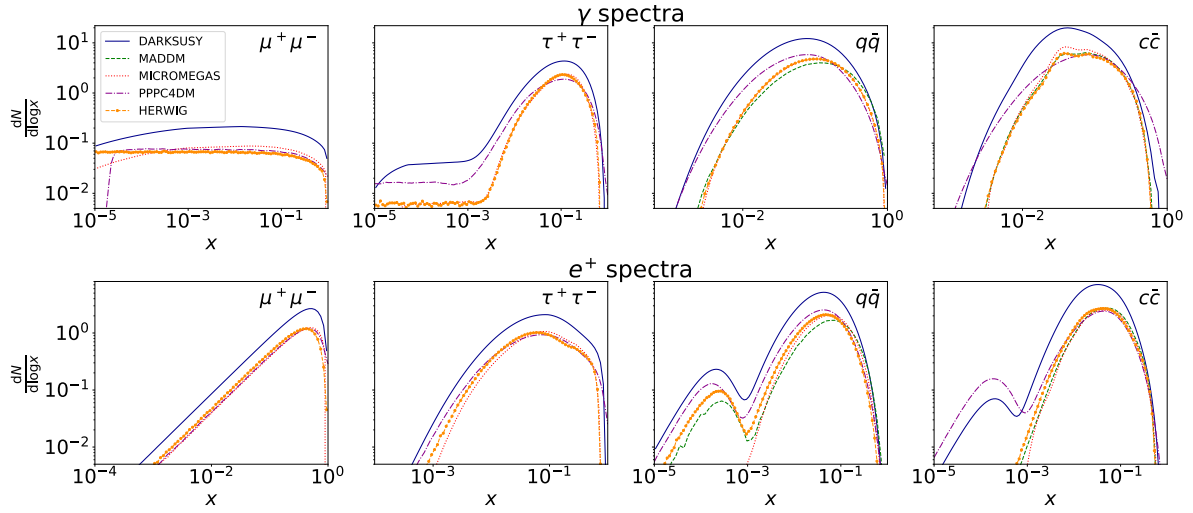 γ spectra
dN
dlogx
10¹
10⁰
10⁻¹
10⁻²
DARKSUSY
MADDM
MICROMEGAS
PPPC4DM
HERWIG
μ⁺μ⁻
10⁻⁵ 10⁻³ 10⁻¹
x
τ⁺τ⁻
10⁻⁵ 10⁻³ 10⁻¹
x
qq̄
10⁻² 10⁰
x
cc̄
10⁻² 10⁰
x
e⁺ spectra
dN
dlogx
10⁰
10⁻¹
10⁻²
μ⁺μ⁻
10⁻⁴ 10⁻² 10⁰
x
τ⁺τ⁻
10⁻³ 10⁻¹
x
qq̄
10⁻⁵ 10⁻³ 10⁻¹
x
cc̄
10⁻⁵ 10⁻³ 10⁻¹
x